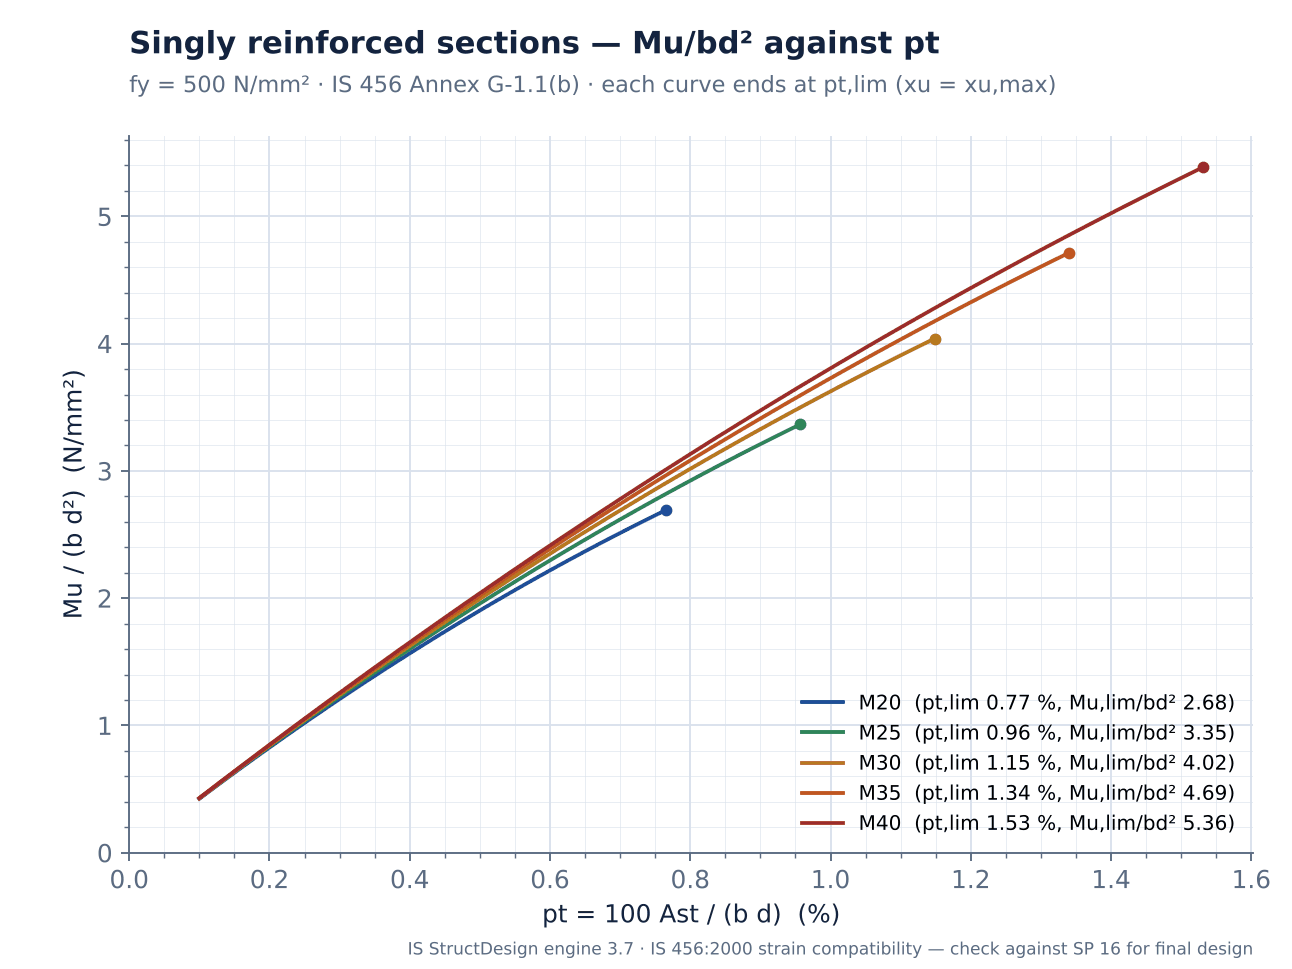 Singly reinforced sections — Mu/bd² against pt
fy = 500 N/mm² · IS 456 Annex G-1.1(b) · each curve ends at pt,lim (xu = xu,max)
Mu / (b d²) (N/mm²)
5
4
3
2
1
0
M20 (pt,lim 0.77 %, Mu,lim/bd² 2.68)
M25 (pt,lim 0.96 %, Mu,lim/bd² 3.35)
M30 (pt,lim 1.15 %, Mu,lim/bd² 4.02)
M35 (pt,lim 1.34 %, Mu,lim/bd² 4.69)
M40 (pt,lim 1.53 %, Mu,lim/bd² 5.36)
0.0 0.2 0.4 0.6 0.8 1.0 1.2 1.4 1.6
pt = 100 Ast / (b d) (%)
IS StructDesign engine 3.7 · IS 456:2000 strain compatibility — check against SP 16 for final design